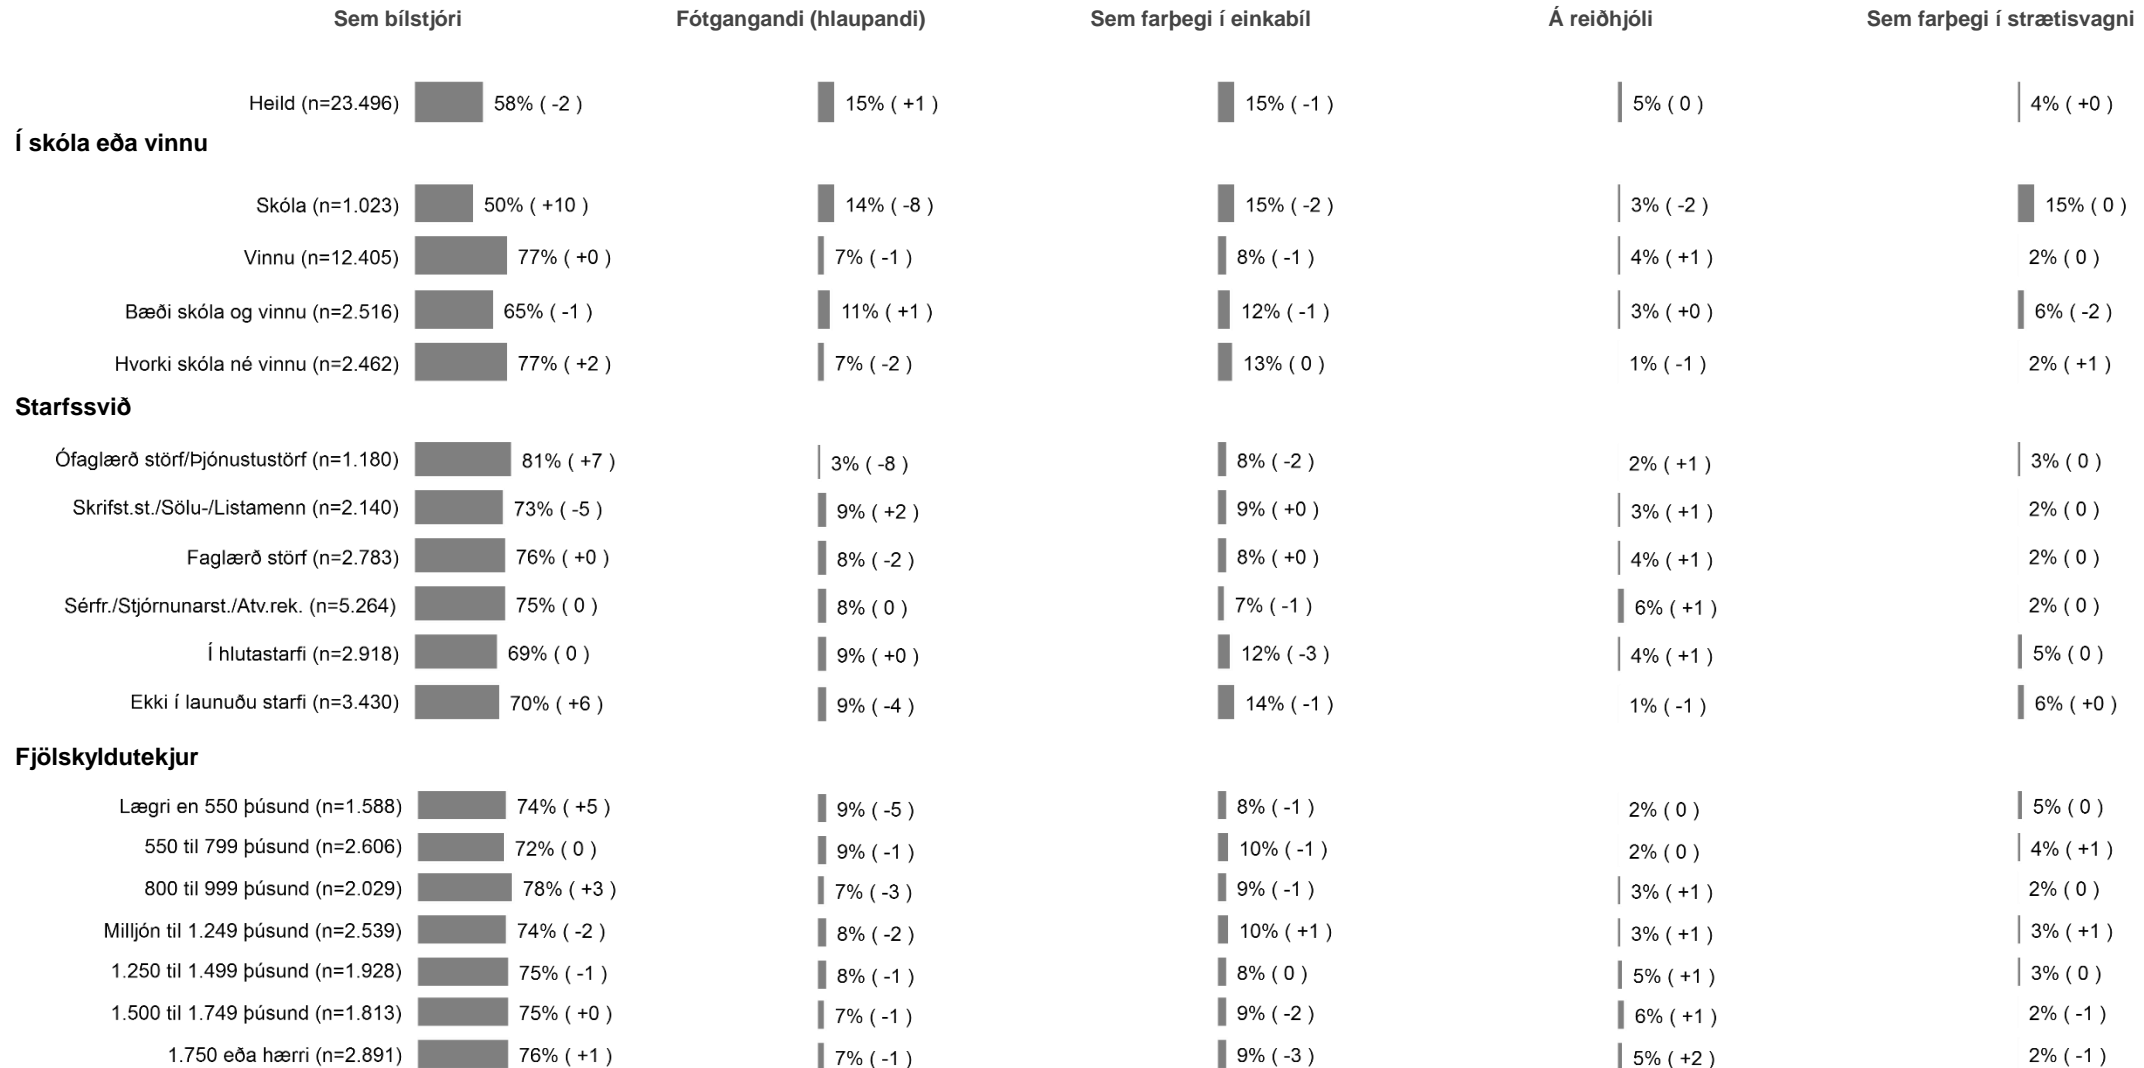 Sem bílstjóri Fótgangandi (hlaupandi) Sem farþegi í einkabíl Á reiðhjóli Sem farþegi í strætisvagni
Heild (n=23.496) 58% ( -2 ) 15% ( +1 ) 15% ( -1 ) 5% ( 0 ) 4% ( +0 )
Í skóla eða vinnu
Skóla (n=1.023) 50% ( +10 ) 14% ( -8 ) 15% ( -2 ) 3% ( -2 ) 15% ( 0 )
Vinnu (n=12.405) 77% ( +0 ) 7% ( -1 ) 8% ( -1 ) 4% ( +1 ) 2% ( 0 )
Bæði skóla og vinnu (n=2.516) 65% ( -1 ) 11% ( +1 ) 12% ( -1 ) 3% ( +0 ) 6% ( -2 )
Hvorki skóla né vinnu (n=2.462) 77% ( +2 ) 7% ( -2 ) 13% ( 0 ) 1% ( -1 ) 2% ( +1 )
Starfssvið
Ófaglærð störf/Þjónustustörf (n=1.180) 81% ( +7 ) 3% ( -8 ) 8% ( -2 ) 2% ( +1 ) 3% ( 0 )
Skrifst.st./Sölu-/Listamenn (n=2.140) 73% ( -5 ) 9% ( +2 ) 9% ( +0 ) 3% ( +1 ) 2% ( 0 )
Faglærð störf (n=2.783) 76% ( +0 ) 8% ( -2 ) 8% ( +0 ) 4% ( +1 ) 2% ( 0 )
Sérfr./Stjórnunarst./Atv.rek. (n=5.264) 75% ( 0 ) 8% ( 0 ) 7% ( -1 ) 6% ( +1 ) 2% ( 0 )
Í hlutastarfi (n=2.918) 69% ( 0 ) 9% ( +0 ) 12% ( -3 ) 4% ( +1 ) 5% ( 0 )
Ekki í launuðu starfi (n=3.430) 70% ( +6 ) 9% ( -4 ) 14% ( -1 ) 1% ( -1 ) 6% ( +0 )
Fjölskyldutekjur
Lægri en 550 þúsund (n=1.588) 74% ( +5 ) 9% ( -5 ) 8% ( -1 ) 2% ( 0 ) 5% ( 0 )
550 til 799 þúsund (n=2.606) 72% ( 0 ) 9% ( -1 ) 10% ( -1 ) 2% ( 0 ) 4% ( +1 )
800 til 999 þúsund (n=2.029) 78% ( +3 ) 7% ( -3 ) 9% ( -1 ) 3% ( +1 ) 2% ( 0 )
Milljón til 1.249 þúsund (n=2.539) 74% ( -2 ) 8% ( -2 ) 10% ( +1 ) 3% ( +1 ) 3% ( +1 )
1.250 til 1.499 þúsund (n=1.928) 75% ( -1 ) 8% ( -1 ) 8% ( 0 ) 5% ( +1 ) 3% ( 0 )
1.500 til 1.749 þúsund (n=1.813) 75% ( +0 ) 7% ( -1 ) 9% ( -2 ) 6% ( +1 ) 2% ( -1 )
1.750 eða hærri (n=2.891) 76% ( +1 ) 7% ( -1 ) 9% ( -3 ) 5% ( +2 ) 2% ( -1 )